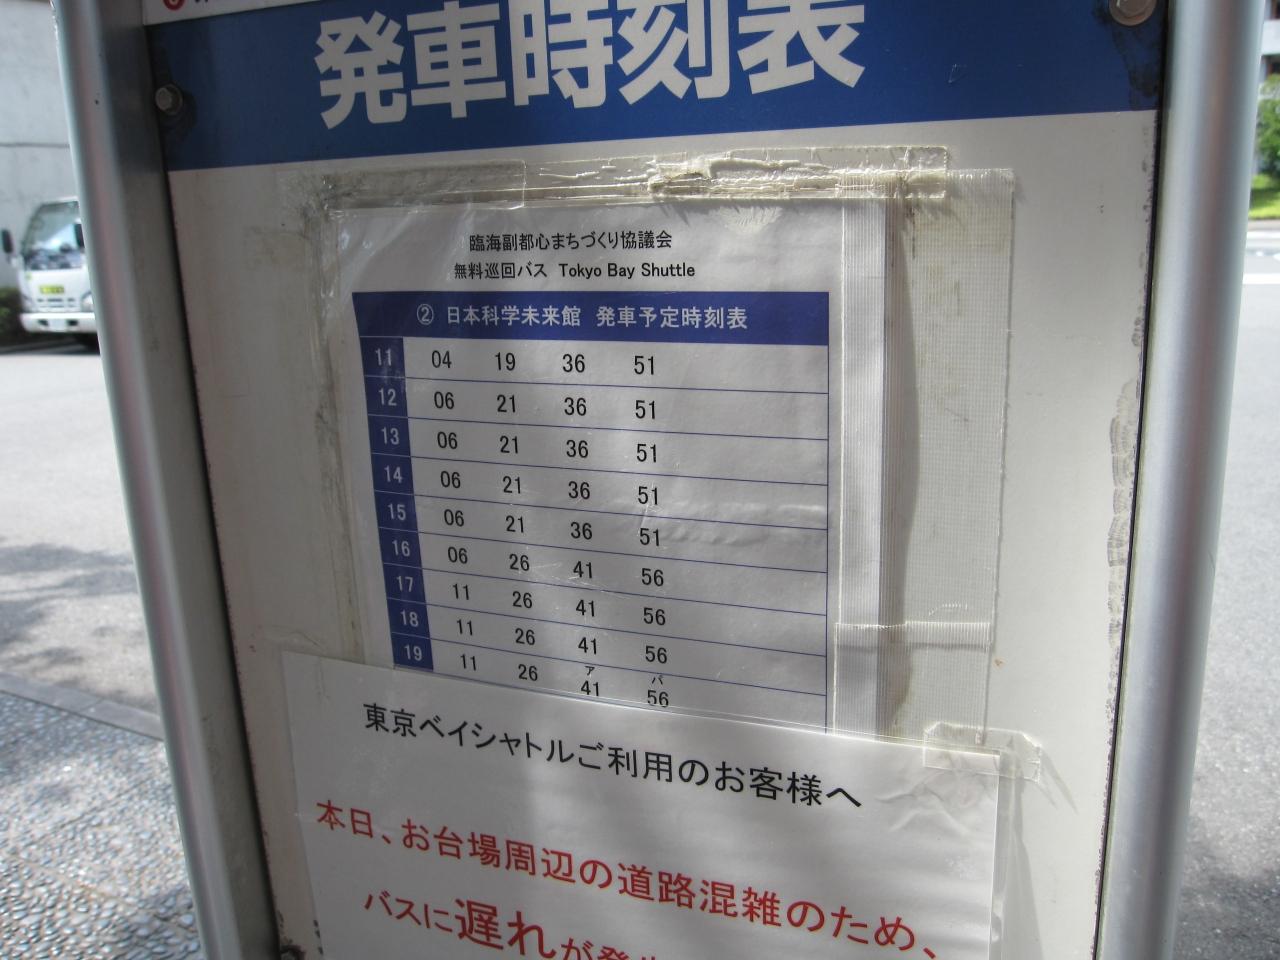 発車時刻表
臨海副都心まちづくり協議会
無料巡回バス Tokyo Bay Shuttle
② 日本科学未来館 発車予定時刻表
11 04 19 36 51
12 06 21 36 51
13 06 21 36 51
14 06 21 36 51
15 06 21 36 51
16 06 26 41 56
17 11 26 41 56
18 11 26 41 56
19 11 26 ア41 パ56
東京ベイシャトルご利用のお客様へ
本日、お台場周辺の道路混雑のため、
バスに遅れが発